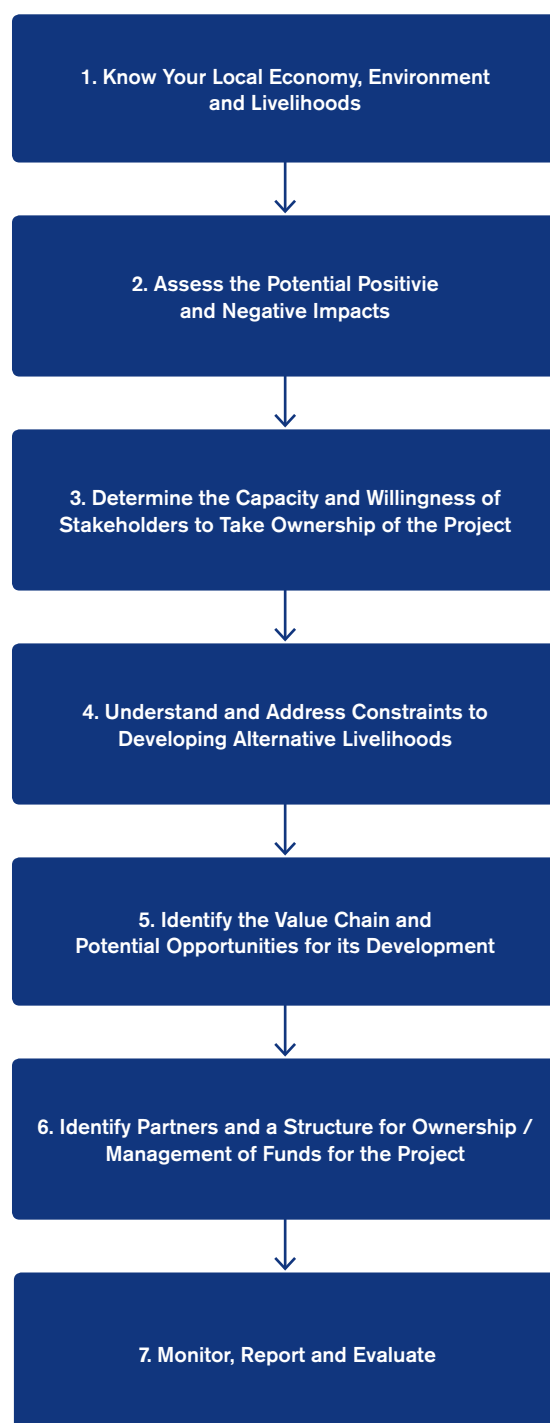 1. Know Your Local Economy, Environment
and Livelihoods
2. Assess the Potential Positivie
and Negative Impacts
3. Determine the Capacity and Willingness of
Stakeholders to Take Ownership of the Project
4. Understand and Address Constraints to
Developing Alternative Livelihoods
5. Identify the Value Chain and
Potential Opportunities for its Development
6. Identify Partners and a Structure for Ownership /
Management of Funds for the Project
7. Monitor, Report and Evaluate